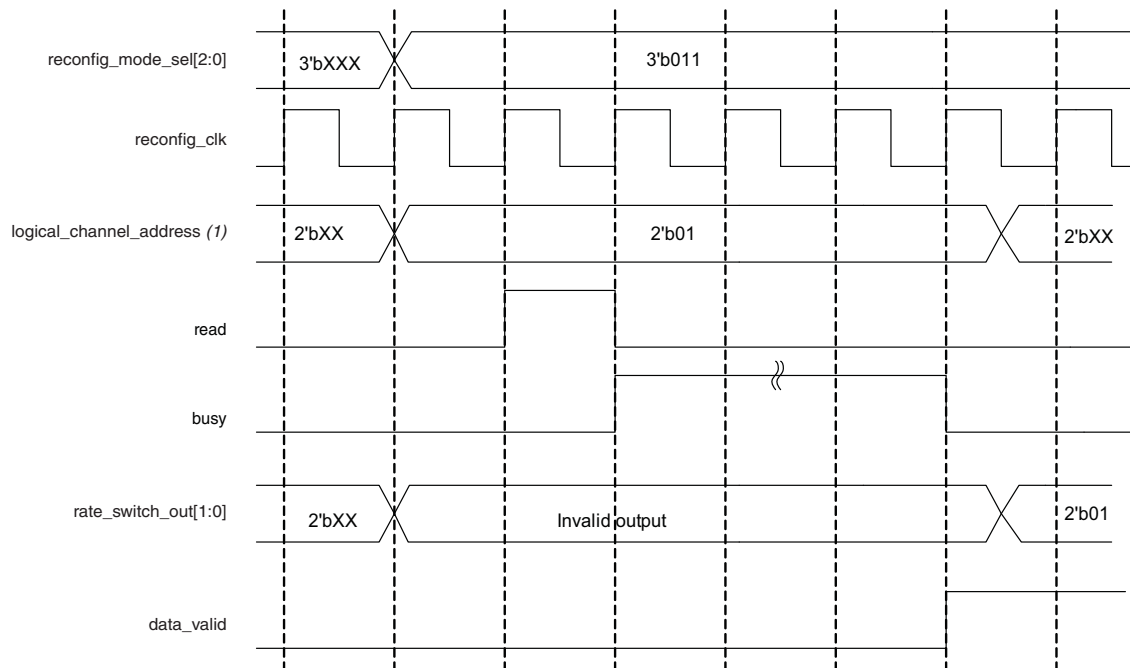 reconfig_mode_sel[2:0]
3'bXXX
3'b011
reconfig_clk
logical_channel_address (1)
2'bXX
2'b01
2'bXX
read
busy
rate_switch_out[1:0]
2'bXX
Invalid output
2'b01
data_valid